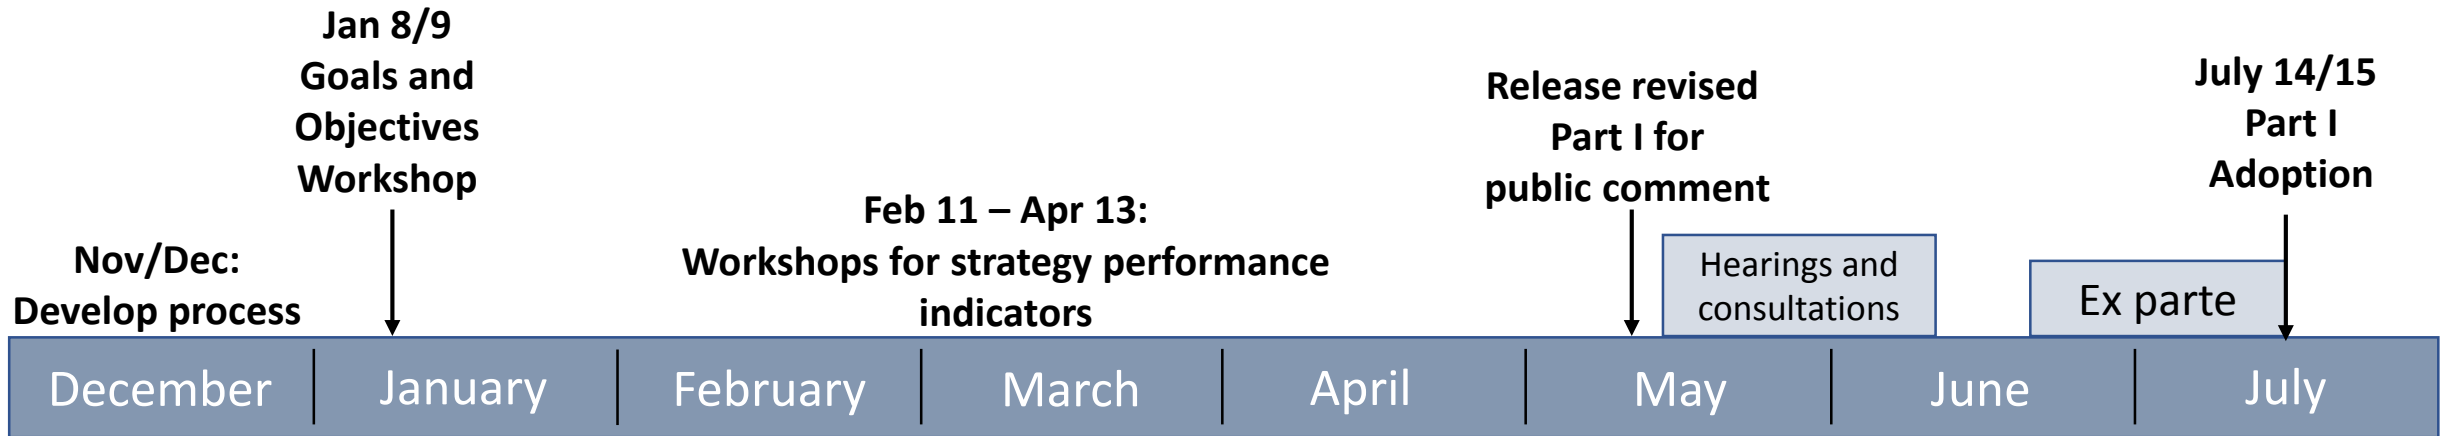 Nov/Dec:
Develop process
Jan 8/9
Goals and
Objectives
Workshop
Feb 11 – Apr 13:
Workshops for strategy performance
indicators
Release revised
Part I for
public comment
Hearings and
consultations
Ex parte
July 14/15
Part I
Adoption
December
January
February
March
April
May
June
July